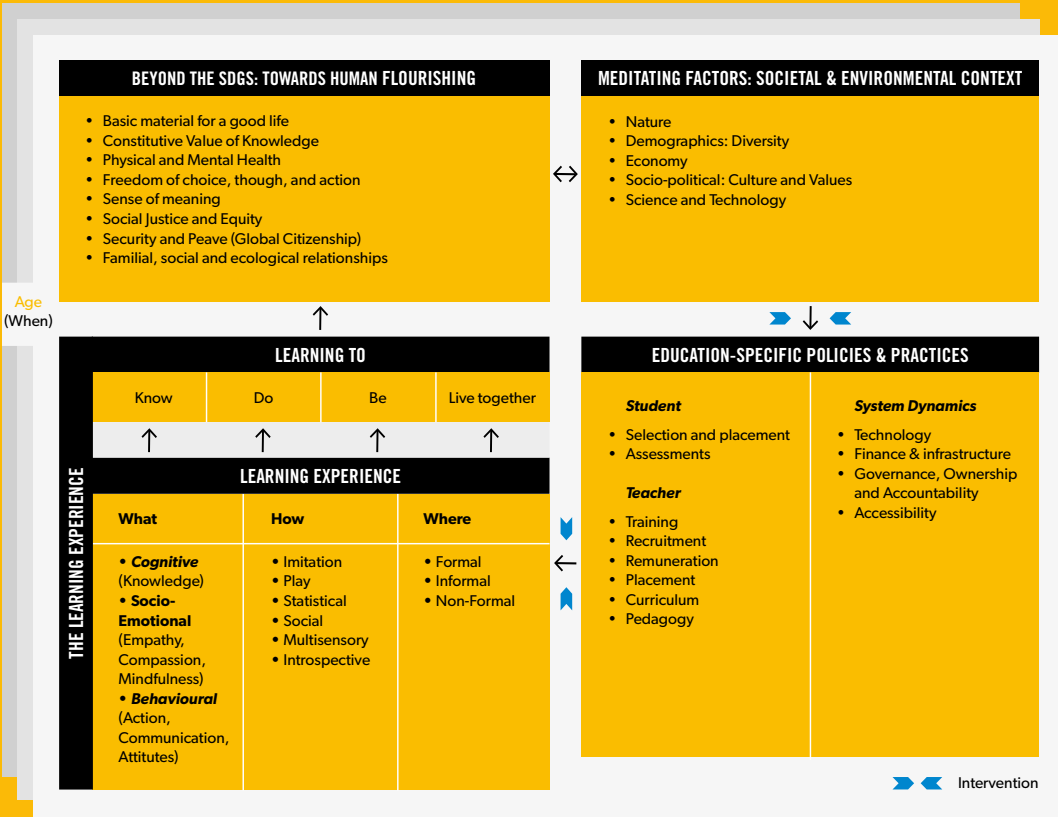 BEYOND THE SDGS: TOWARDS HUMAN FLOURISHING
• Basic material for a good life
• Constitutive Value of Knowledge
• Physical and Mental Health
• Freedom of choice, though, and action
• Sense of meaning
• Social Justice and Equity
• Security and Peave (Global Citizenship)
• Familial, social and ecological relationships
MEDITATING FACTORS: SOCIETAL & ENVIRONMENTAL CONTEXT
• Nature
• Demographics: Diversity
• Economy
• Socio-political: Culture and Values
• Science and Technology
Age
(When)
THE LEARNING EXPERIENCE
LEARNING TO
Know
Do
Be
Live together
LEARNING EXPERIENCE
What
• Cognitive
(Knowledge)
• Socio-
Emotional
(Empathy,
Compassion,
Mindfulness)
• Behavioural
(Action,
Communication,
Attitutes)
How
• Imitation
• Play
• Statistical
• Social
• Multisensory
• Introspective
Where
• Formal
• Informal
• Non-Formal
EDUCATION-SPECIFIC POLICIES & PRACTICES
Student
• Selection and placement
• Assessments
Teacher
• Training
• Recruitment
• Remuneration
• Placement
• Curriculum
• Pedagogy
System Dynamics
• Technology
• Finance & infrastructure
• Governance, Ownership
and Accountability
• Accessibility
Intervention